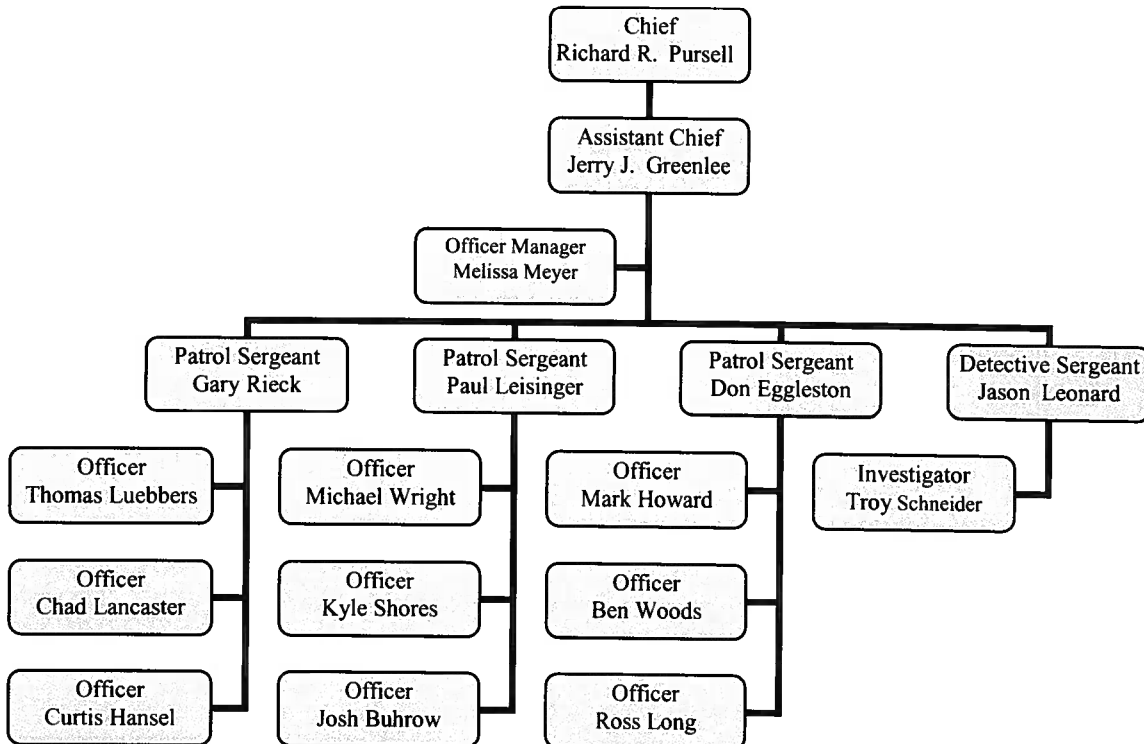 Chief
Richard R. Pursell
Assistant Chief
Jerry J. Greenlee
Officer Manager
Melissa Meyer
Patrol Sergeant
Gary Rieck
Patrol Sergeant
Paul Leisinger
Patrol Sergeant
Don Eggleston
Detective Sergeant
Jason Leonard
Officer
Thomas Luebbers
Officer
Michael Wright
Officer
Mark Howard
Investigator
Troy Schneider
Officer
Chad Lancaster
Officer
Kyle Shores
Officer
Ben Woods
Officer
Curtis Hansel
Officer
Josh Buhrow
Officer
Ross Long